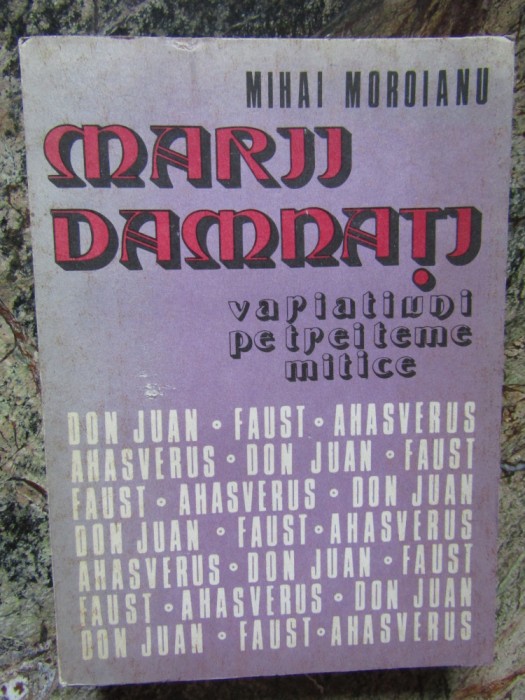 MIHAI MOROIANU
MARII
DAMNAȚI
variatiuni
pe trei teme
mitice
DON JUAN • FAUST • AHASVERUS
AHASVERUS • DON JUAN • FAUST
FAUST • AHASVERUS • DON JUAN
DON JUAN • FAUST • AHASVERUS
AHASVERUS • DON JUAN • FAUST
FAUST • AHASVERUS • DON JUAN
DON JUAN • FAUST • AHASVERUS